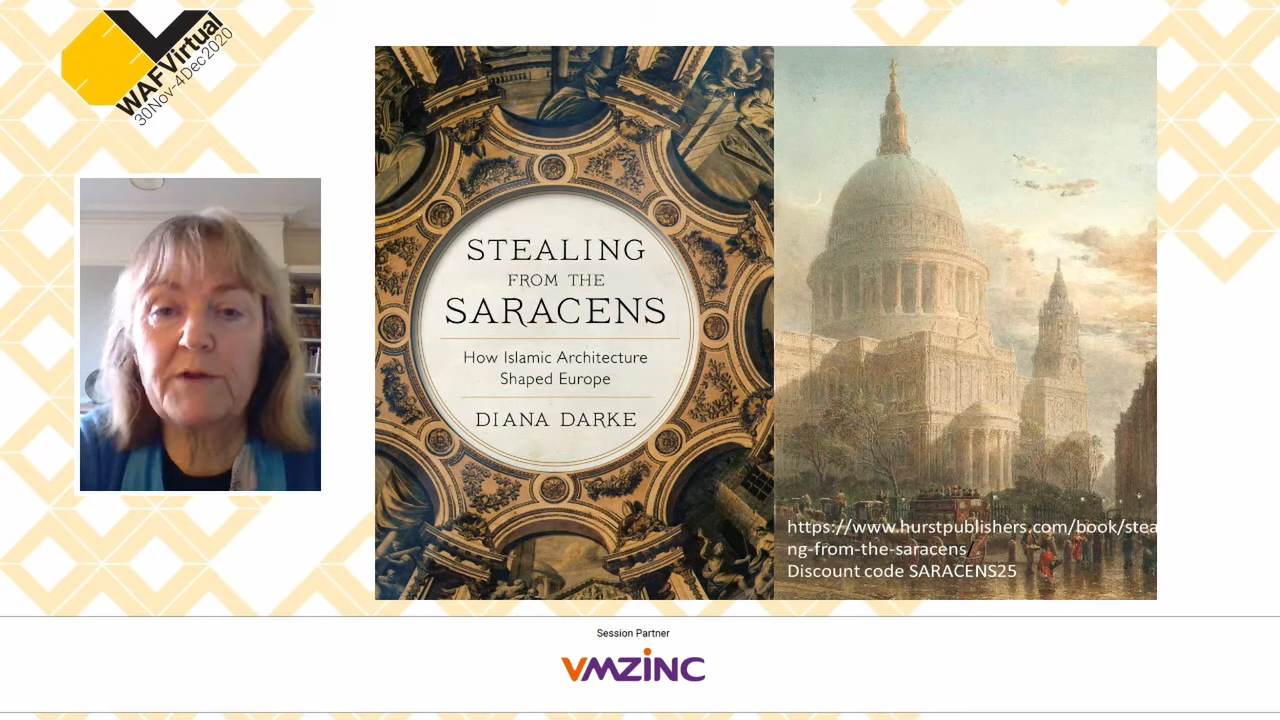 WAFVirtual
30Nov-4Dec2020
STEALING
FROM THE
SARACENS
How Islamic Architecture
Shaped Europe
DIANA DARKE
https://www.hurstpublishers.com/book/stea
ng-from-the-saracens/
Discount code SARACENS25
Session Partner
VMZINC